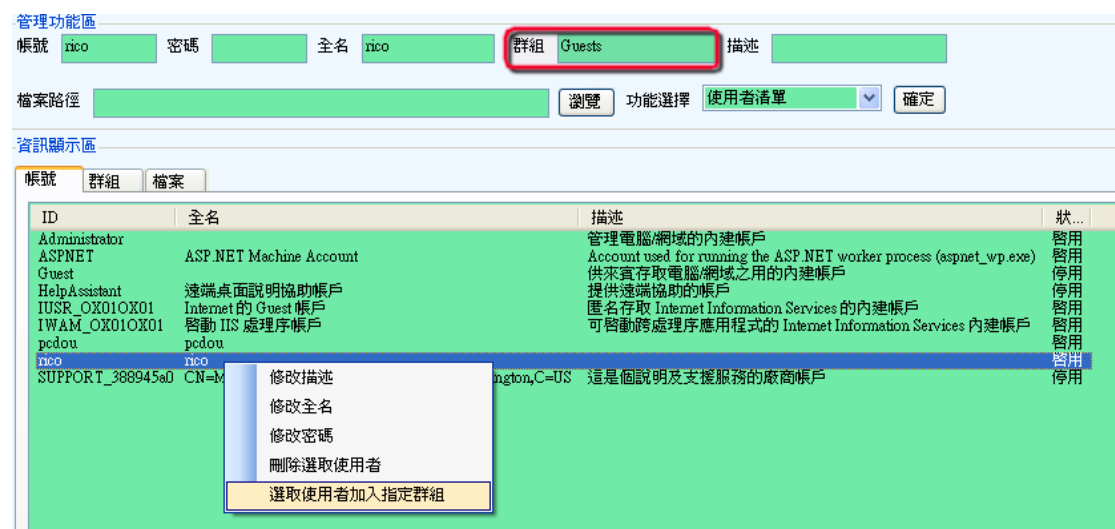 管理功能區
帳號 rico 密碼 全名 rico 群組 Guests 描述
檔案路徑 瀏覽 功能選擇 使用者清單 確定
資訊顯示區
帳號 群組 檔案
ID 全名 描述 狀...
Administrator 管理電腦/網域的內建帳戶 啓用
ASPNET ASP.NET Machine Account Account used for running the ASP.NET worker process (aspnet_wp.exe) 啓用
Guest 供來賓存取電腦/網域之用的內建帳戶 停用
HelpAssistant 遠端桌面說明協助帳戶 提供遠端協助的帳戶 停用
IUSR_OX01OX01 Internet 的 Guest 帳戶 匿名存取 Internet Information Services 的內建帳戶 啓用
IWAM_OX01OX01 啓動 IIS 處理序帳戶 可啓動跨處理序應用程式的 Internet Information Services 內建帳戶 啓用
pcdou pcdou 啓用
rico rico 啓用
SUPPORT_388945a0 CN=M ngton,C=US 這是個說明及支援服務的廠商帳戶 停用
修改描述
修改全名
修改密碼
刪除選取使用者
選取使用者加入指定群組